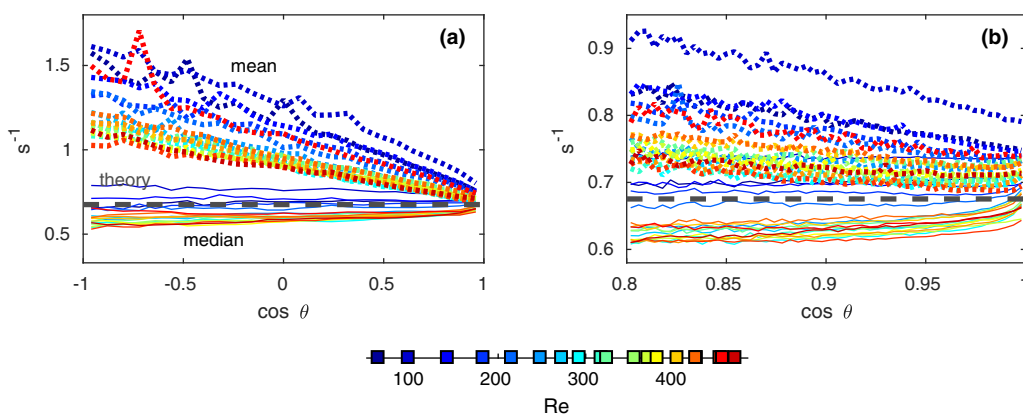 (a)
mean
theory
median
1.5
1
0.5
s⁻¹
-1 -0.5 0 0.5 1
cos θ
(b)
0.9
0.8
0.7
0.6
s⁻¹
0.8 0.85 0.9 0.95 1
cos θ
100 200 300 400
Re